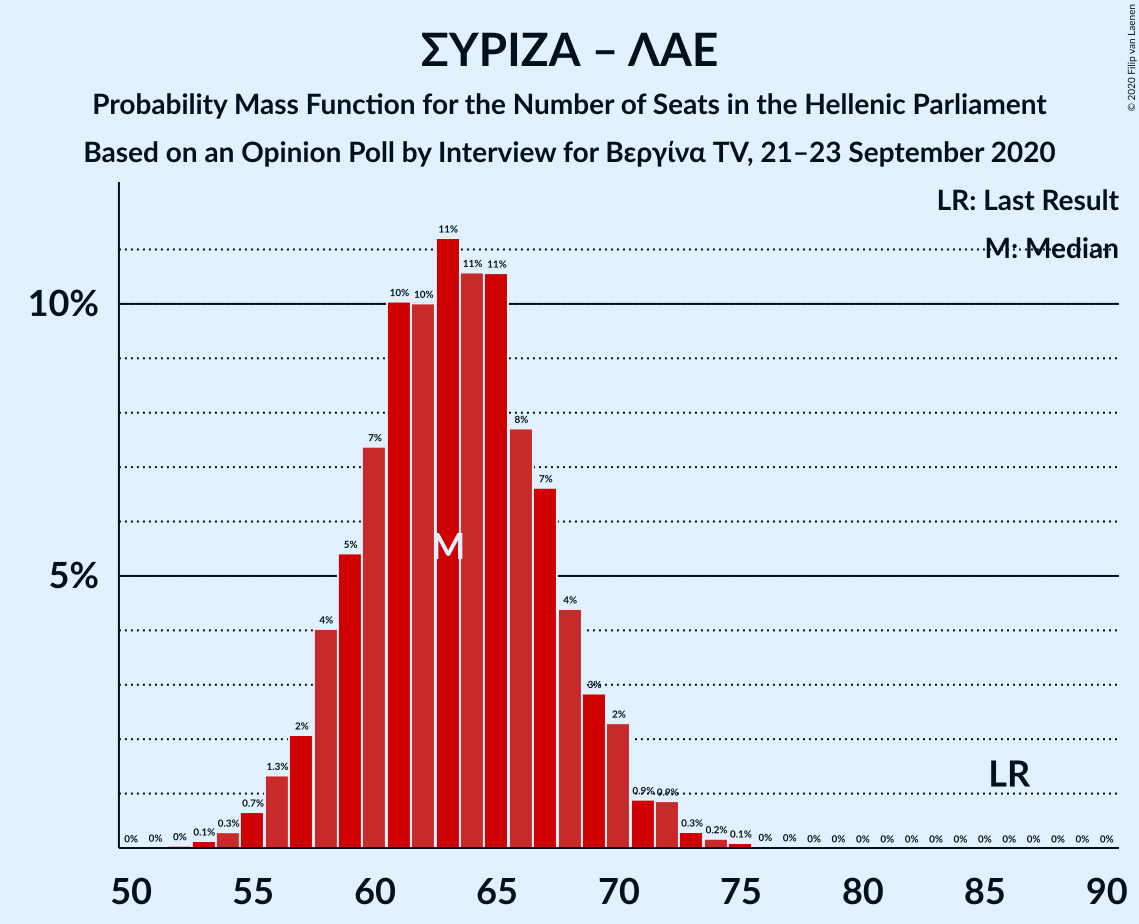 ΣΥΡΙΖΑ – ΛΑΕ
Probability Mass Function for the Number of Seats in the Hellenic Parliament
Based on an Opinion Poll by Interview for Βεργίνα TV, 21–23 September 2020
© 2020 Filip van Laenen
LR: Last Result
M: Median
10%
5%
0% 0% 0% 0.1% 0.3% 0.7% 1.3% 2% 4% 5% 7% 10% 10% 11% 11% 11% 8% 7% 4% 3% 2% 0.9% 0.9% 0.3% 0.2% 0.1% 0% 0% 0% 0% 0% 0% 0% 0% 0% 0% 0% 0% 0% 0% 0%
M
LR
50 55 60 65 70 75 80 85 90